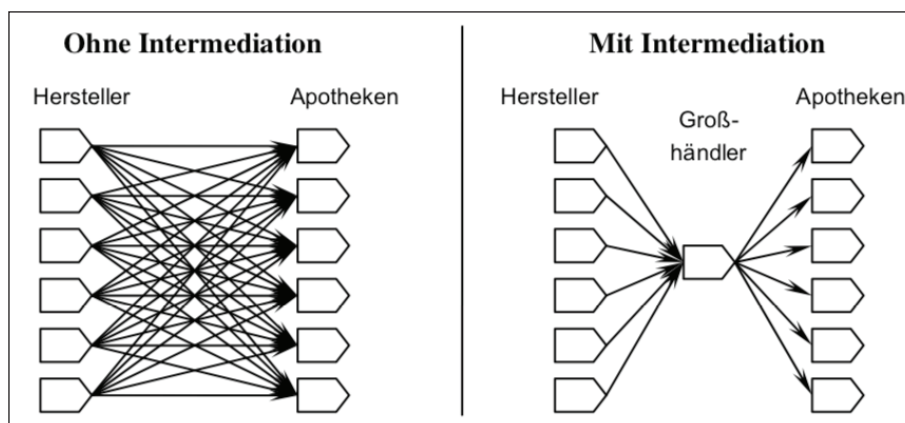 Ohne Intermediation
Mit Intermediation
Hersteller
Apotheken
Hersteller
Groß-
händler
Apotheken